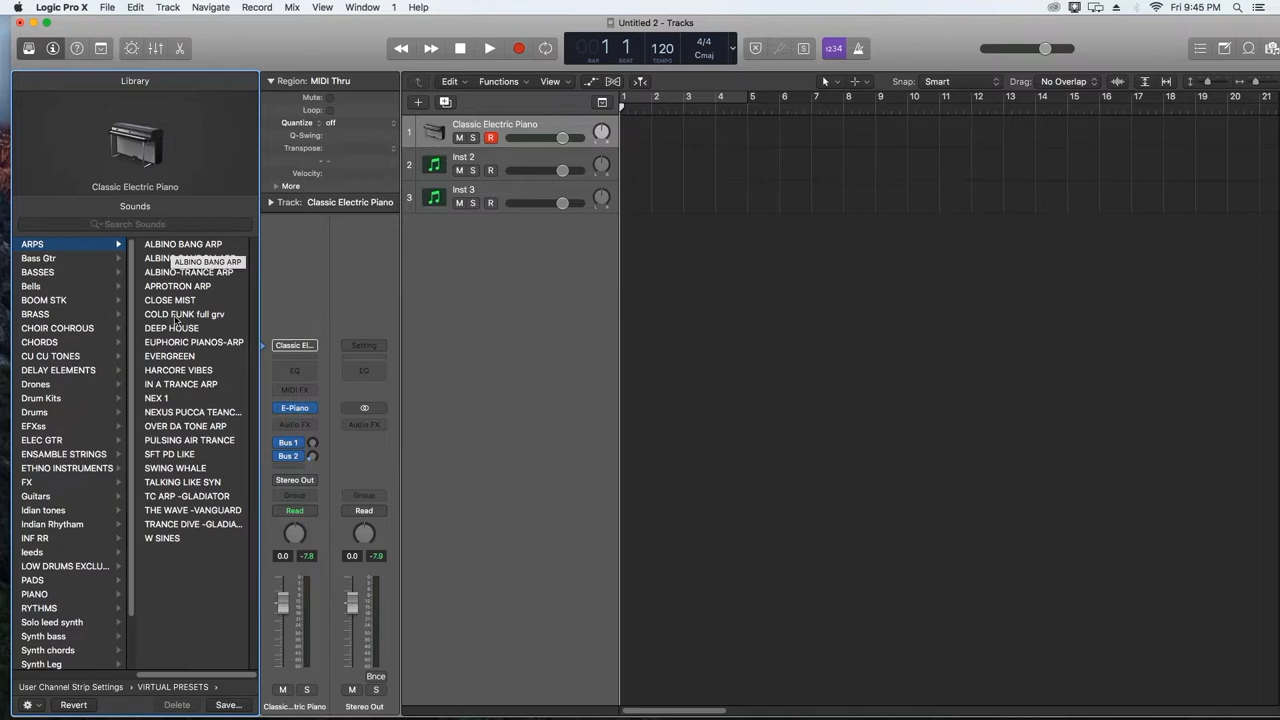 Logic Pro X File Edit Track Navigate Record Mix View Window 1 Help
Fri 9:45 PM
Untitled 2 - Tracks
001 1
BAR BEAT
120
TEMPO
4/4
Cmaj
1234
Library
Classic Electric Piano
Sounds
Search Sounds
ARPS
Bass Gtr
BASSES
Bells
BOOM STK
BRASS
CHOIR COHROUS
CHORDS
CU CU TONES
DELAY ELEMENTS
Drones
Drum Kits
Drums
EFXss
ELEC GTR
ENSAMBLE STRINGS
ETHNO INSTRUMENTS
FX
Guitars
Idian tones
Indian Rhytham
INF RR
leeds
LOW DRUMS EXCLU...
PADS
PIANO
RYTHMS
Solo leed synth
Synth bass
Synth chords
Synth Leg
ALBINO BANG ARP
ALBINO BANG ARP
ALBINO-TRANCE ARP
APROTRON ARP
CLOSE MIST
COLD FUNK full grv
DEEP HOUSE
EUPHORIC PIANOS-ARP
EVERGREEN
HARCORE VIBES
IN A TRANCE ARP
NEX 1
NEXUS PUCCA TEANC...
OVER DA TONE ARP
PULSING AIR TRANCE
SFT PD LIKE
SWING WHALE
TALKING LIKE SYN
TC ARP -GLADIATOR
THE WAVE -VANGUARD
TRANCE DIVE -GLADIA...
W SINES
User Channel Strip Settings › VIRTUAL PRESETS ›
Revert Delete Save...
Region: MIDI Thru
Mute:
Loop:
Quantize off
Q-Swing:
Transpose:
Velocity:
More
Track: Classic Electric Piano
Classic El...
EQ
MIDI FX
E-Piano
Audio FX
Bus 1
Bus 2
Stereo Out
Group
Read
0.0 -7.8
M S
Classic...tric Piano
Setting
EQ
Audio FX
Group
Read
0.0 -7.9
Bnce
M S
Stereo Out
Edit Functions View
Snap: Smart
Drag: No Overlap
1 2 3 4 5 6 7 8 9 10 11 12 13 14 15 16 17 18 19 20 21
1 Classic Electric Piano
M S R
2 Inst 2
M S R
3 Inst 3
M S R